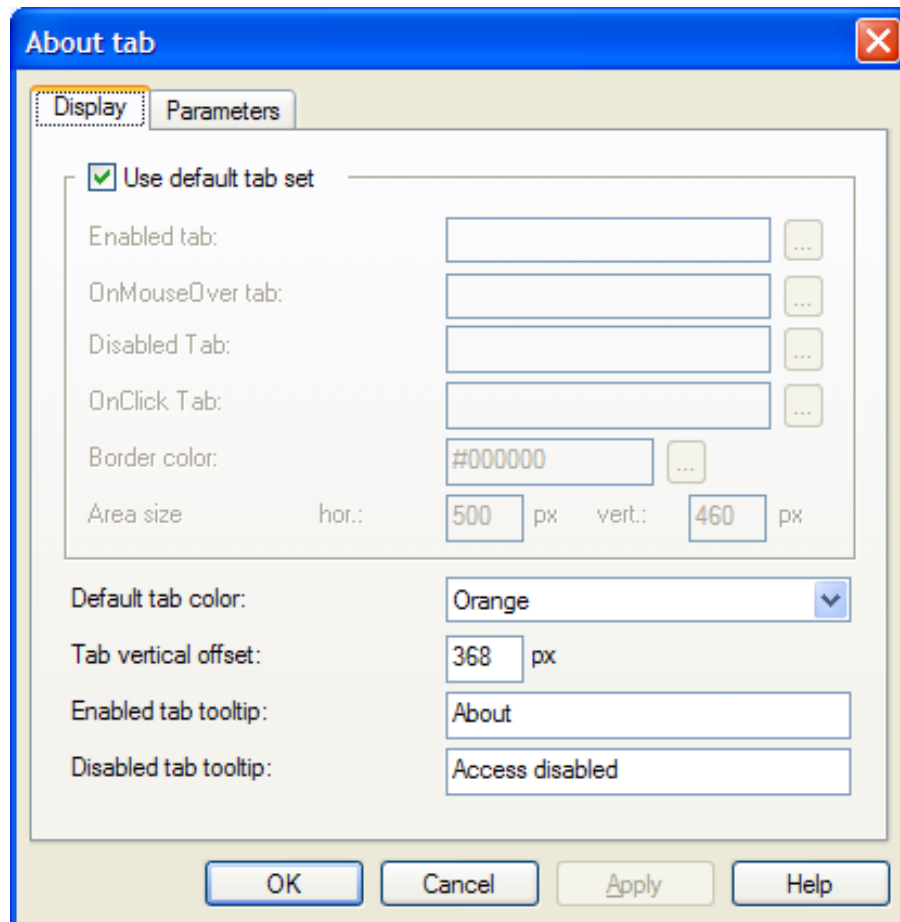 About tab
Display Parameters
Use default tab set
Enabled tab: ...
OnMouseOver tab: ...
Disabled Tab: ...
OnClick Tab: ...
Border color: #000000 ...
Area size hor.: 500 px vert.: 460 px
Default tab color: Orange
Tab vertical offset: 368 px
Enabled tab tooltip: About
Disabled tab tooltip: Access disabled
OK Cancel Apply Help